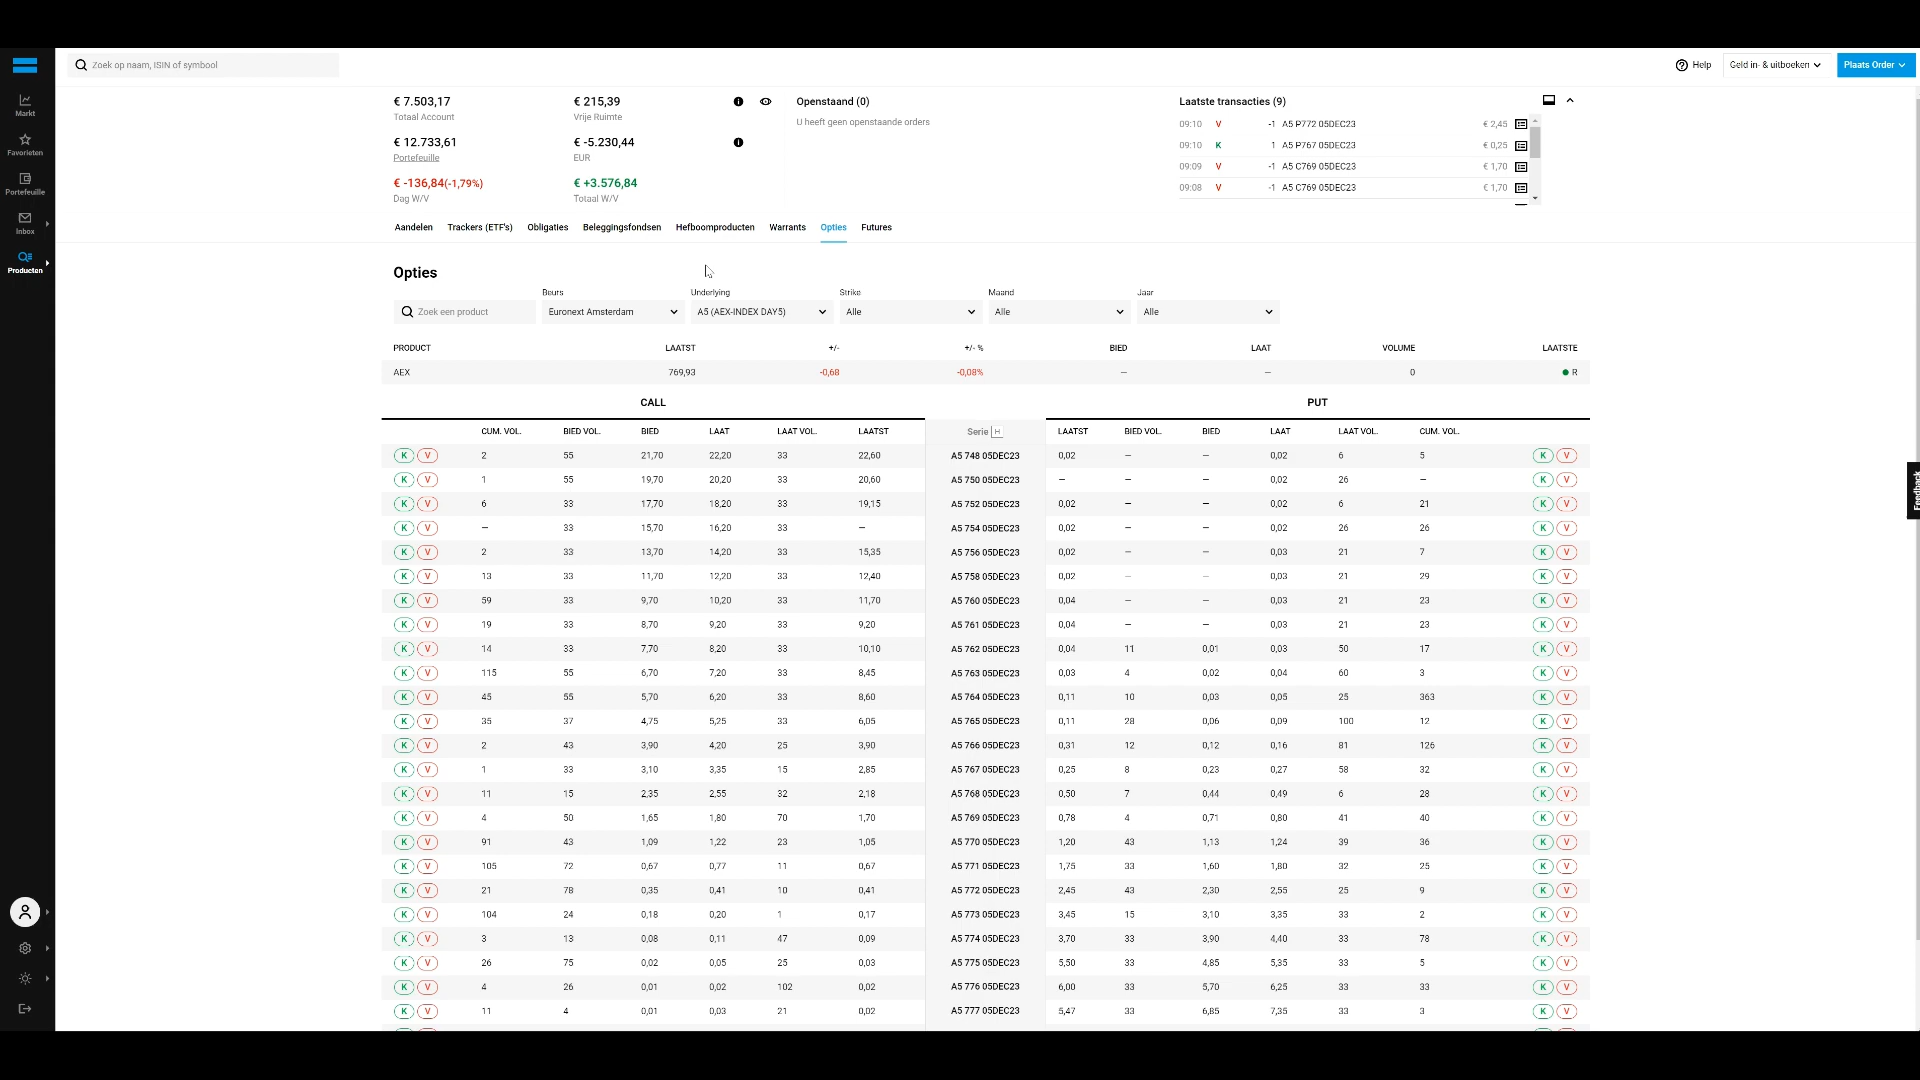 Zoek op naam, ISIN of symbool
Help
Geld in- & uitboeken
Plaats Order
Markt
Favorieten
Portefeuille
Inbox
Producten
€ 7.503,17
Totaal Account
€ 215,39
Vrije Ruimte
€ 12.733,61
Portefeuille
€ -5.230,44
EUR
€ -136,84(-1,79%)
Dag W/V
€ +3.576,84
Totaal W/V
Openstaand (0)
U heeft geen openstaande orders
Laatste transacties (9)
09:10 V -1 A5 P772 05DEC23 € 2,45
09:10 K 1 A5 P767 05DEC23 € 0,25
09:09 V -1 A5 C769 05DEC23 € 1,70
09:08 V -1 A5 C769 05DEC23 € 1,70
Aandelen Trackers (ETF's) Obligaties Beleggingsfondsen Hefboomproducten Warrants Opties Futures
Opties
Beurs Underlying Strike Maand Jaar
Zoek een product Euronext Amsterdam A5 (AEX-INDEX DAY5) Alle Alle Alle
PRODUCT LAATST +/- +/- % BIED LAAT VOLUME LAATSTE
AEX 769,93 -0,68 -0,08% — — 0 R
CALL PUT
CUM. VOL. BIED VOL. BIED LAAT LAAT VOL. LAATST Serie H LAATST BIED VOL. BIED LAAT LAAT VOL. CUM. VOL.
K V 2 55 21,70 22,20 33 22,60 A5 748 05DEC23 0,02 — — 0,02 6 5 K V
K V 1 55 19,70 20,20 33 20,60 A5 750 05DEC23 — — — 0,02 26 — K V
K V 6 33 17,70 18,20 33 19,15 A5 752 05DEC23 0,02 — — 0,02 6 21 K V
K V — 33 15,70 16,20 33 — A5 754 05DEC23 0,02 — — 0,02 26 26 K V
K V 2 33 13,70 14,20 33 15,35 A5 756 05DEC23 0,02 — — 0,03 21 7 K V
K V 13 33 11,70 12,20 33 12,40 A5 758 05DEC23 0,02 — — 0,03 21 29 K V
K V 59 33 9,70 10,20 33 11,70 A5 760 05DEC23 0,04 — — 0,03 21 23 K V
K V 19 33 8,70 9,20 33 9,20 A5 761 05DEC23 0,04 — — 0,03 21 23 K V
K V 14 33 7,70 8,20 33 10,10 A5 762 05DEC23 0,04 11 0,01 0,03 50 17 K V
K V 115 55 6,70 7,20 33 8,45 A5 763 05DEC23 0,03 4 0,02 0,04 60 3 K V
K V 45 55 5,70 6,20 33 8,60 A5 764 05DEC23 0,11 10 0,03 0,05 25 363 K V
K V 35 37 4,75 5,25 33 6,05 A5 765 05DEC23 0,11 28 0,06 0,09 100 12 K V
K V 2 43 3,90 4,20 25 3,90 A5 766 05DEC23 0,31 12 0,12 0,16 81 126 K V
K V 1 33 3,10 3,35 15 2,85 A5 767 05DEC23 0,25 8 0,23 0,27 58 32 K V
K V 11 15 2,35 2,55 32 2,18 A5 768 05DEC23 0,50 7 0,44 0,49 6 28 K V
K V 4 50 1,65 1,80 70 1,70 A5 769 05DEC23 0,78 4 0,71 0,80 41 40 K V
K V 91 43 1,09 1,22 23 1,05 A5 770 05DEC23 1,20 43 1,13 1,24 39 36 K V
K V 105 72 0,67 0,77 11 0,67 A5 771 05DEC23 1,75 33 1,60 1,80 32 25 K V
K V 21 78 0,35 0,41 10 0,41 A5 772 05DEC23 2,45 43 2,30 2,55 25 9 K V
K V 104 24 0,18 0,20 1 0,17 A5 773 05DEC23 3,45 15 3,10 3,35 33 2 K V
K V 3 13 0,08 0,11 47 0,09 A5 774 05DEC23 3,70 33 3,90 4,40 33 78 K V
K V 26 75 0,02 0,05 25 0,03 A5 775 05DEC23 5,50 33 4,85 5,35 33 5 K V
K V 4 26 0,01 0,02 102 0,02 A5 776 05DEC23 6,00 33 5,70 6,25 33 33 K V
K V 11 4 0,01 0,03 21 0,02 A5 777 05DEC23 5,47 33 6,85 7,35 33 3 K V
Feedback